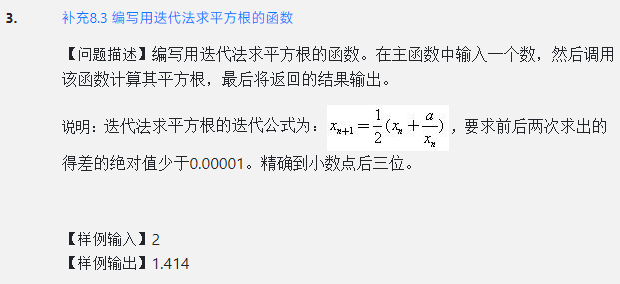 3. 补充8.3 编写用迭代法求平方根的函数
【问题描述】编写用迭代法求平方根的函数。在主函数中输入一个数，然后调用
该函数计算其平方根，最后将返回的结果输出。
说明：迭代法求平方根的迭代公式为：x_{n+1} = \frac{1}{2}(x_n + \frac{a}{x_n})，要求前后两次求出的
得差的绝对值少于0.00001。精确到小数点后三位。
【样例输入】2
【样例输出】1.414